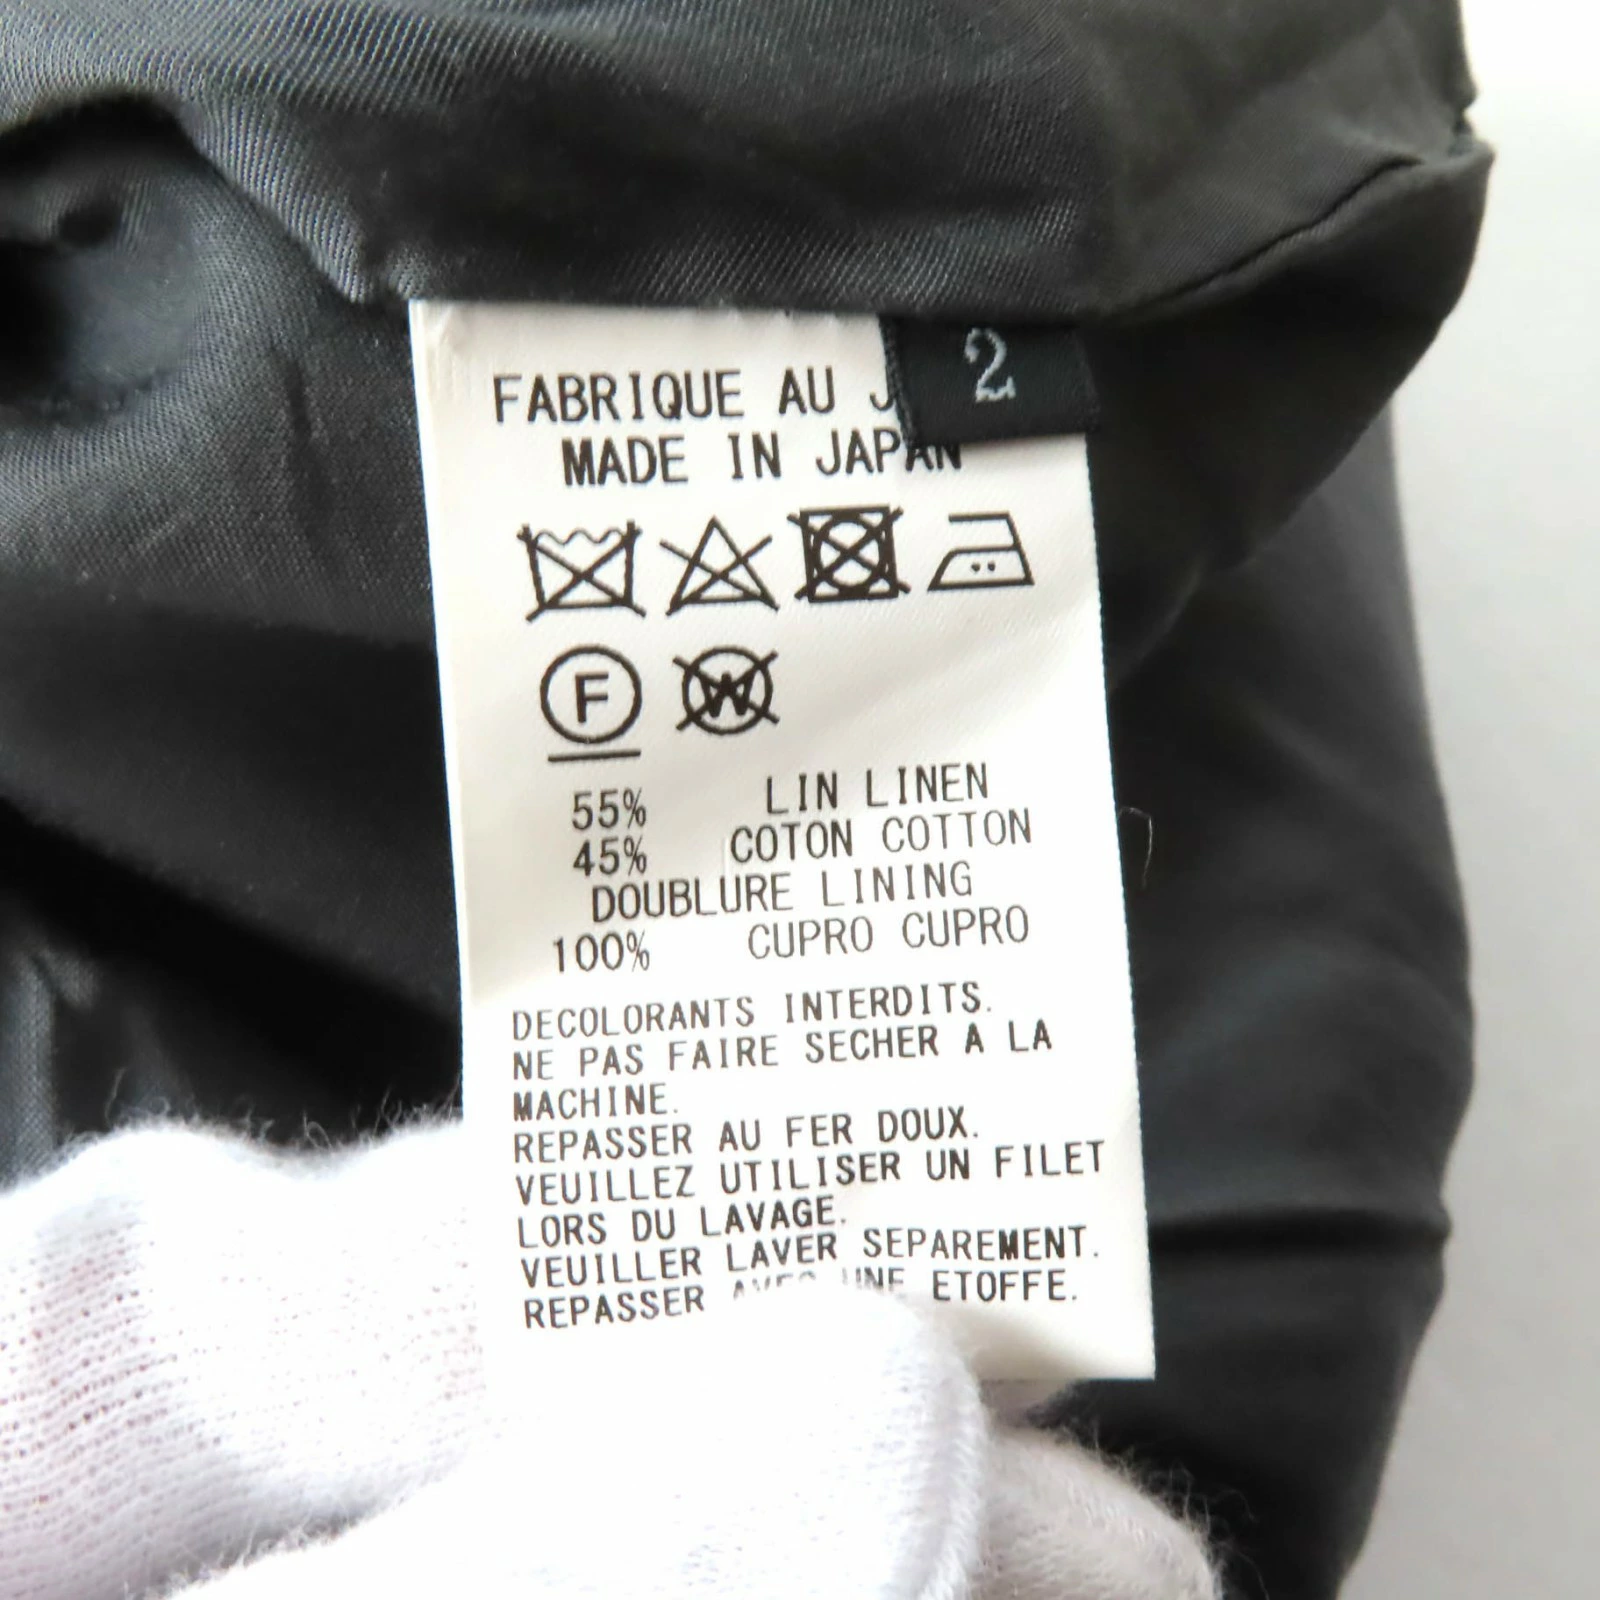 2
FABRIQUE AU
MADE IN JAPAN
F
W
55% LIN LINEN
45% COTON COTTON
DOUBLURE LINING
100% CUPRO CUPRO
DECOLORANTS INTERDITS.
NE PAS FAIRE SECHER A LA
MACHINE.
REPASSER AU FER DOUX.
VEUILLEZ UTILISER UN FILET
LORS DU LAVAGE.
VEUILLER LAVER SEPAREMENT.
REPASSER AVEC UNE ETOFFE.